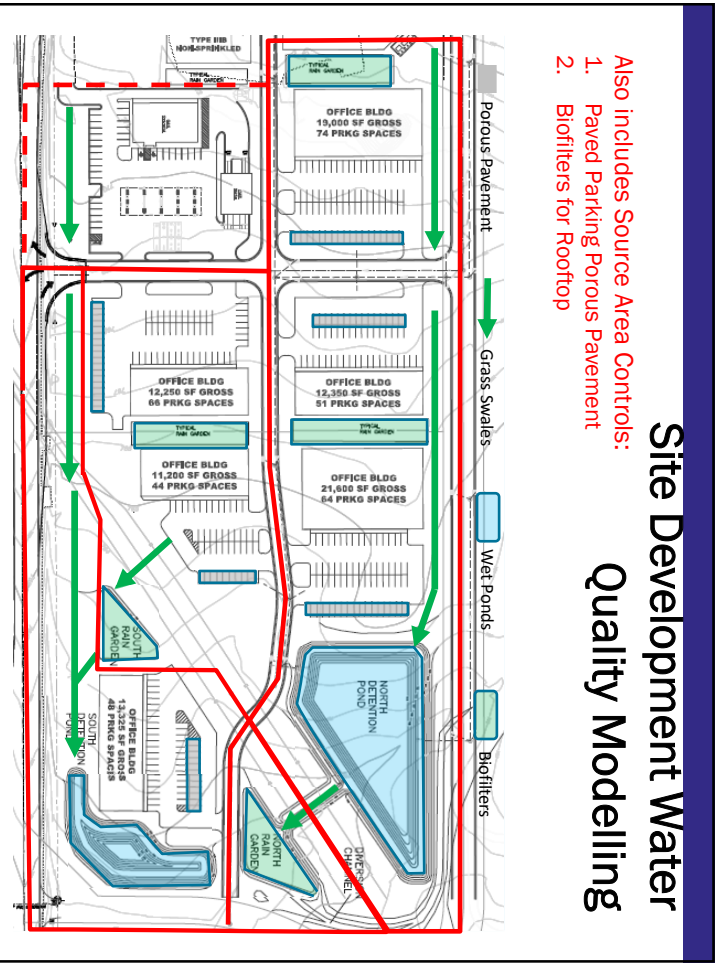 Site Development Water
Quality Modelling
Also includes Source Area Controls:
1. Paved Parking Porous Pavement
2. Biofilters for Rooftop
Porous Pavement
Grass Swales
Wet Ponds
Biofilters
TYPE IIIB
NON-SPRINKLED
TYPICAL
RAIN GARDEN
TYPICAL
RAIN GARDEN
OFFICE BLDG
19,000 SF GROSS
74 PRKG SPACES
OFFICE BLDG
12,250 SF GROSS
66 PRKG SPACES
OFFICE BLDG
12,350 SF GROSS
51 PRKG SPACES
TYPICAL
RAIN GARDEN
TYPICAL
RAIN GARDEN
OFFICE BLDG
11,200 SF GROSS
44 PRKG SPACES
OFFICE BLDG
21,600 SF GROSS
64 PRKG SPACES
SOUTH
RAIN
GARDEN
NORTH
DETENTION
POND
OFFICE BLDG
13,325 SF GROSS
48 PRKG SPACES
SOUTH
DETENTION
POND
NORTH
RAIN
GARDEN
DIVERSION
CHANNEL